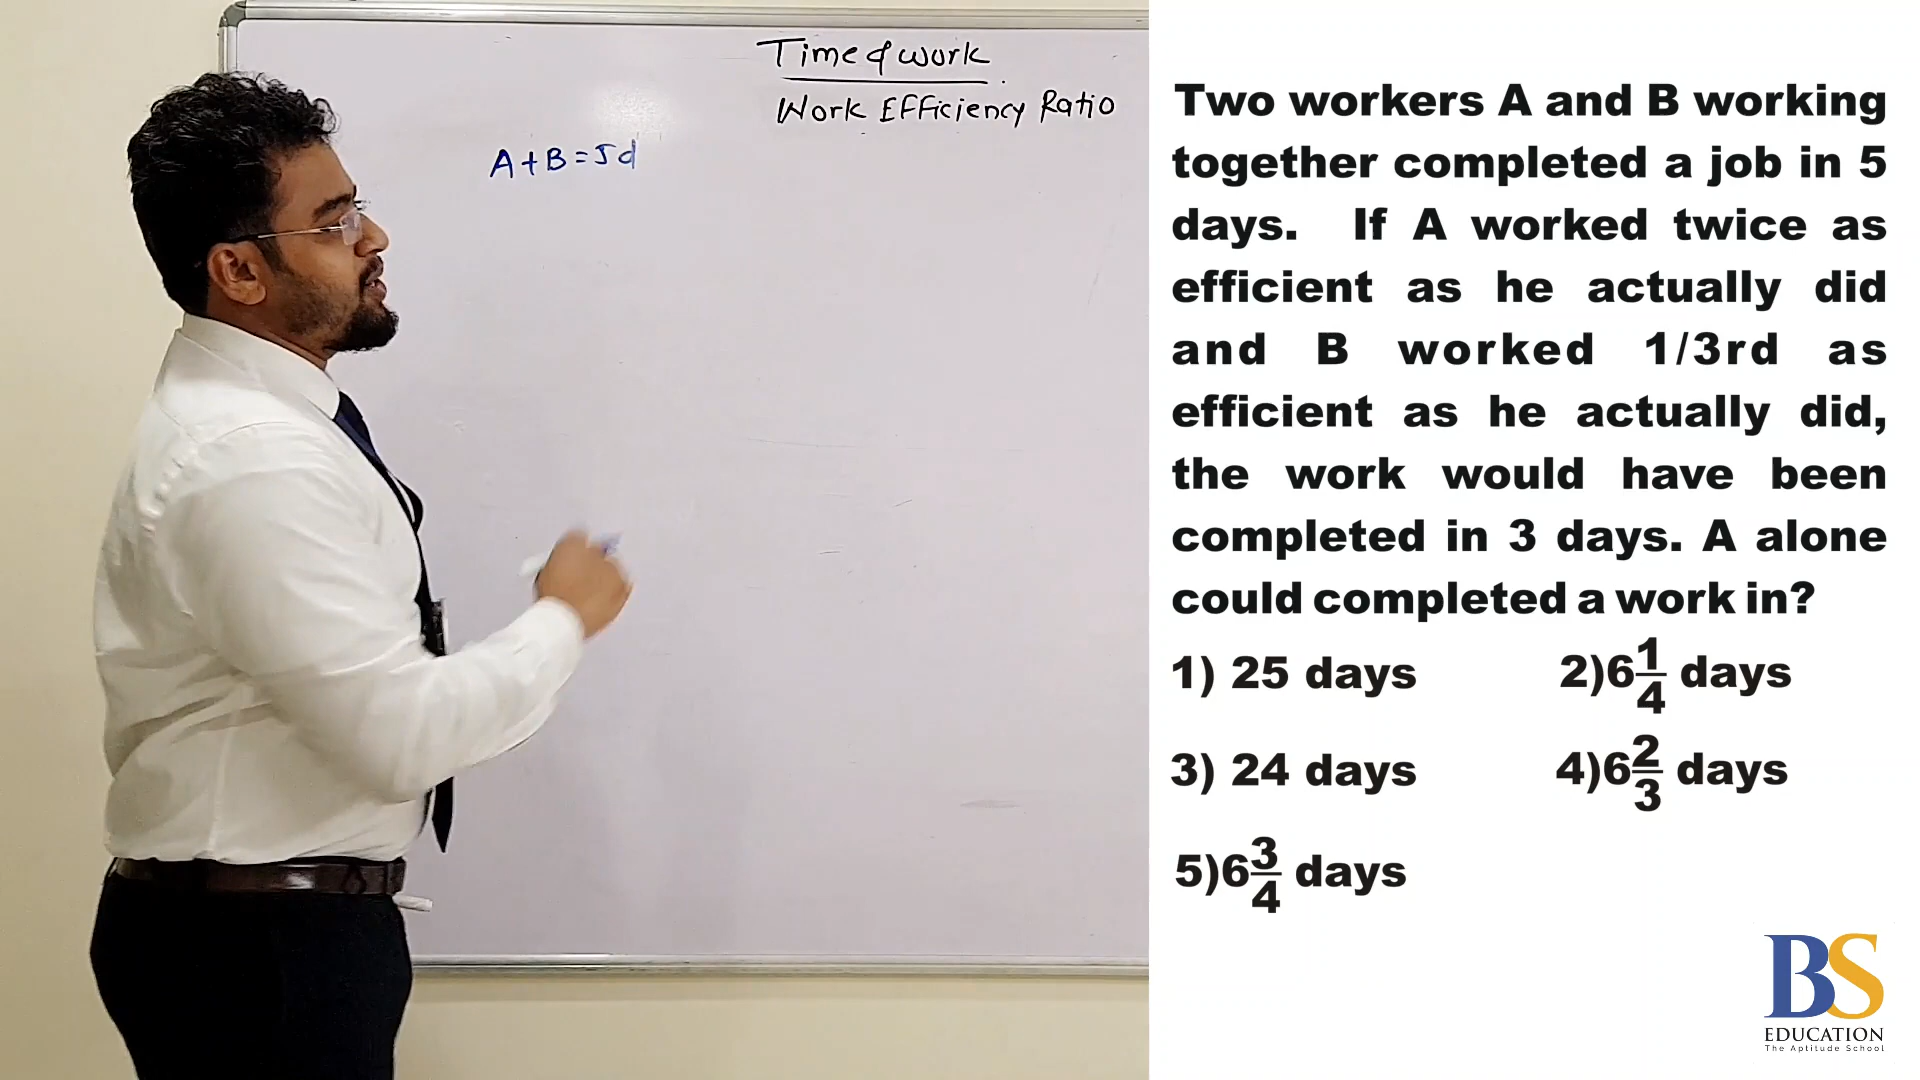 Time & work
Work Efficiency Ratio
A+B=5d
Two workers A and B working
together completed a job in 5
days. If A worked twice as
efficient as he actually did
and B worked 1/3rd as
efficient as he actually did,
the work would have been
completed in 3 days. A alone
could completed a work in?
1) 25 days 2)6 1/4 days
3) 24 days 4)6 2/3 days
5)6 3/4 days
BS
EDUCATION
The Aptitude School